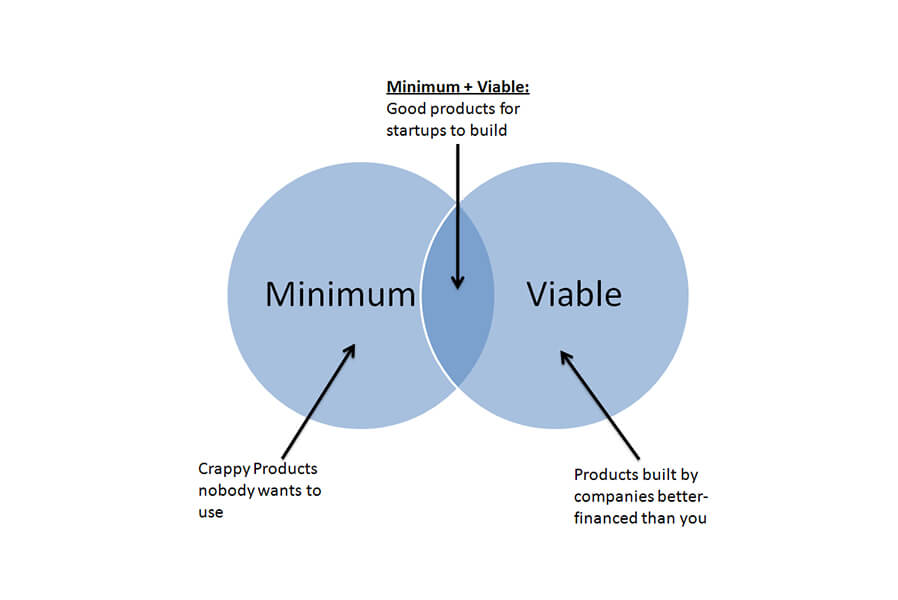 Minimum + Viable:
Good products for
startups to build
Minimum
Viable
Crappy Products
nobody wants to
use
Products built by
companies better-
financed than you